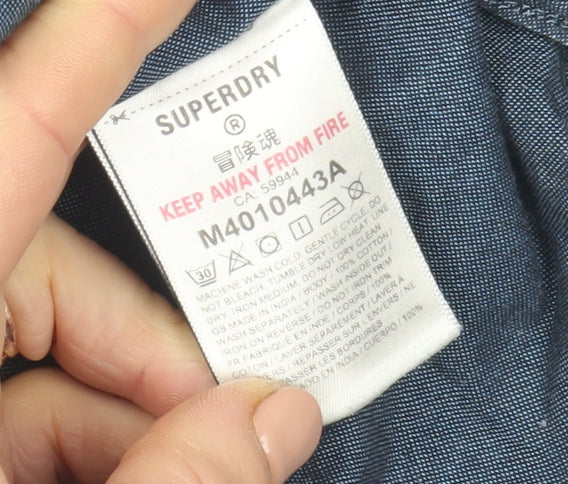 SUPERDRY
®
冒険魂
KEEP AWAY FROM FIRE
CA: 59944
M4010443A
30
MACHINE WASH COLD. GENTLE CYCLE. DO
NOT BLEACH. TUMBLE DRY LOW HEAT. LINE
DRY. IRON MEDIUM. DO NOT DRY CLEAN
GB MADE IN INDIA / BODY / 100% COTTON /
WASH SEPARATELY / WASH INSIDE OUT /
IRON ON REVERSE / DO NOT IRON TRIM
FR FABRIQUÉ EN INDE / CORPS / 100%
COTON / LAVER SÉPARÉMENT / LAVER À
ENVERS / REPASSER SUR ENVERS / NE
REPASSER LES BORDURES
EN INDIA / CUERPO / 100%